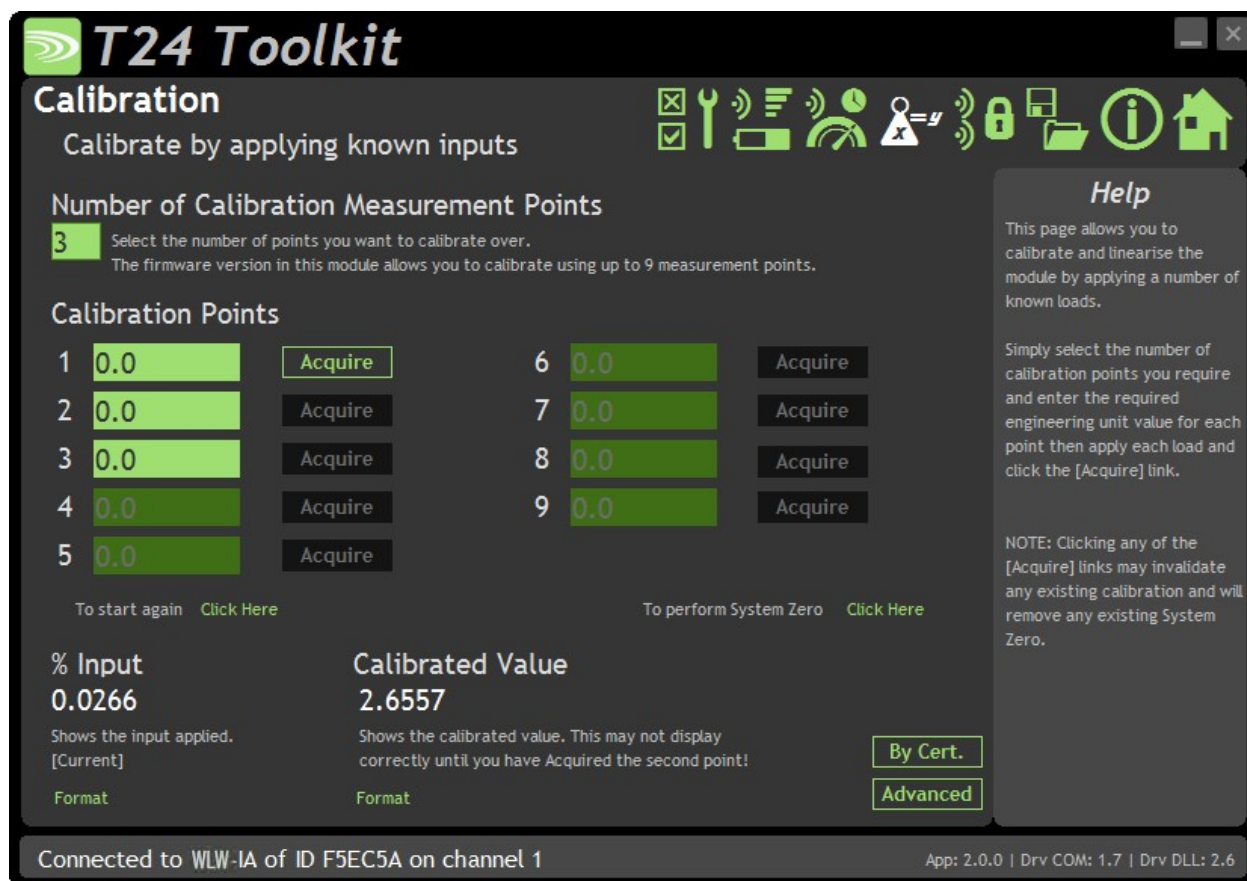 T24 Toolkit
Calibration
Calibrate by applying known inputs
x=y
Number of Calibration Measurement Points
3
Select the number of points you want to calibrate over.
The firmware version in this module allows you to calibrate using up to 9 measurement points.
Calibration Points
1 0.0 Acquire 6 0.0 Acquire
2 0.0 Acquire 7 0.0 Acquire
3 0.0 Acquire 8 0.0 Acquire
4 0.0 Acquire 9 0.0 Acquire
5 0.0 Acquire
To start again Click Here To perform System Zero Click Here
% Input
0.0266
Shows the input applied.
[Current]
Format
Calibrated Value
2.6557
Shows the calibrated value. This may not display
correctly until you have Acquired the second point!
Format
By Cert.
Advanced
Help
This page allows you to
calibrate and linearise the
module by applying a number of
known loads.
Simply select the number of
calibration points you require
and enter the required
engineering unit value for each
point then apply each load and
click the [Acquire] link.
NOTE: Clicking any of the
[Acquire] links may invalidate
any existing calibration and will
remove any existing System
Zero.
Connected to WLW-IA of ID F5EC5A on channel 1
App: 2.0.0 | Drv COM: 1.7 | Drv DLL: 2.6